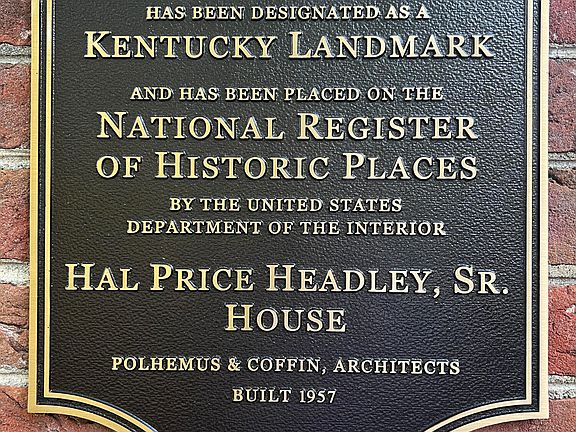 HAS BEEN DESIGNATED AS A
KENTUCKY LANDMARK
AND HAS BEEN PLACED ON THE
NATIONAL REGISTER
OF HISTORIC PLACES
BY THE UNITED STATES
DEPARTMENT OF THE INTERIOR
HAL PRICE HEADLEY, SR.
HOUSE
POLHEMUS & COFFIN, ARCHITECTS
BUILT 1957